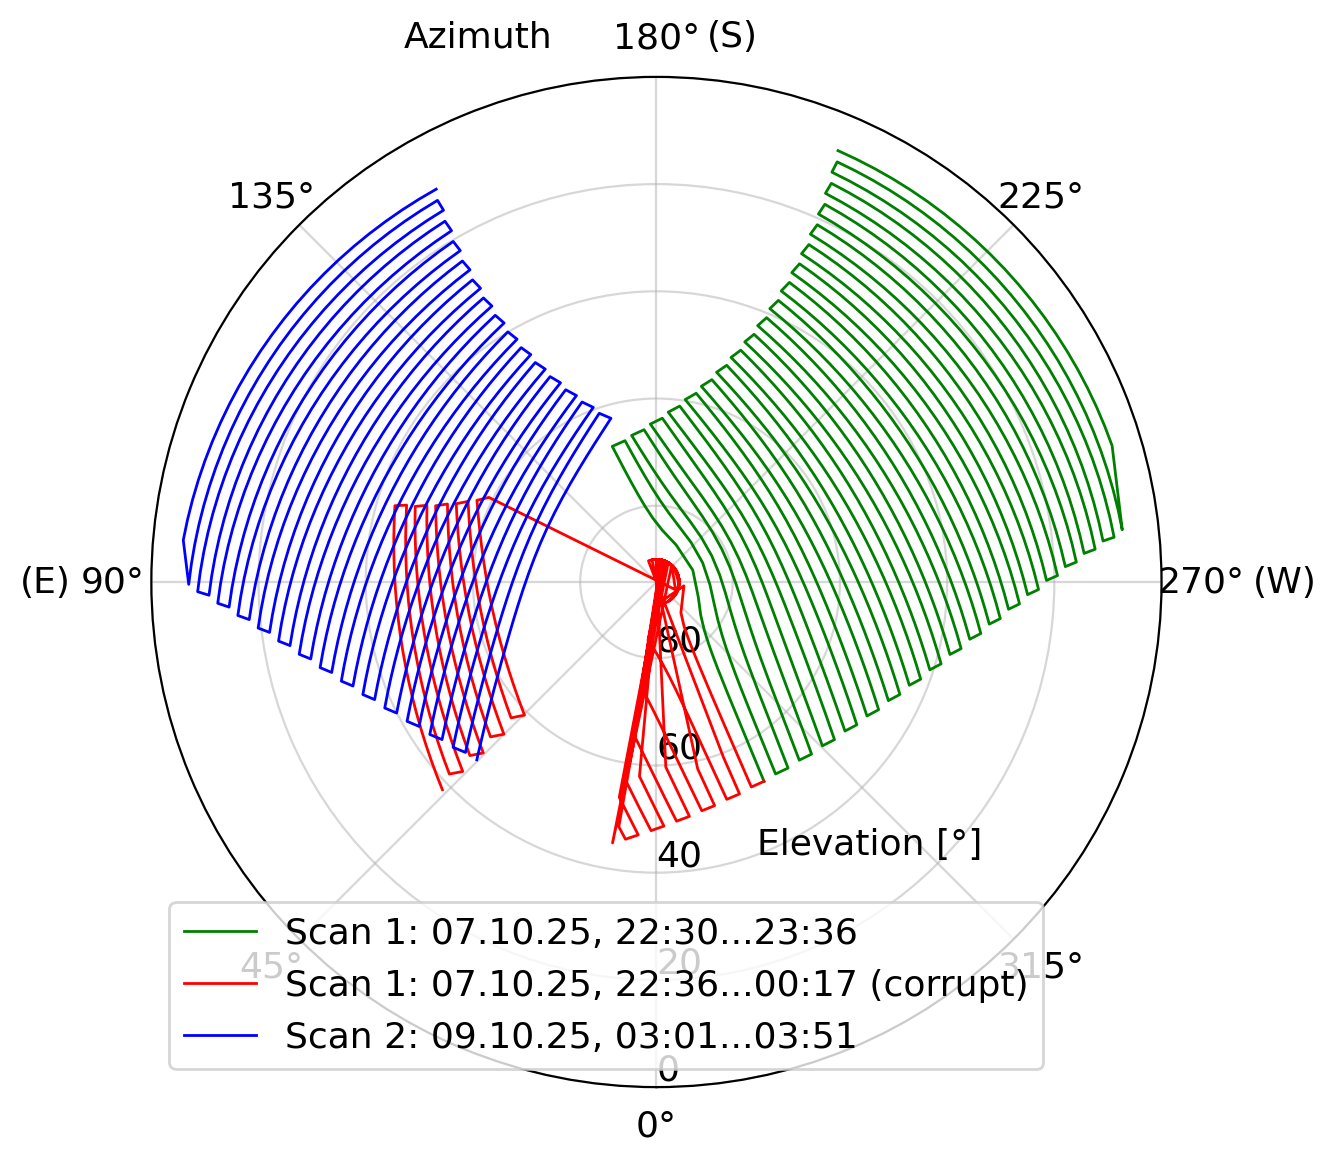 Azimuth 180° (S)
135° 225°
(E) 90° 270° (W)
80
60
40 Elevation [°]
45° 20 315°
0
0°
Scan 1: 07.10.25, 22:30...23:36
Scan 1: 07.10.25, 22:36...00:17 (corrupt)
Scan 2: 09.10.25, 03:01...03:51